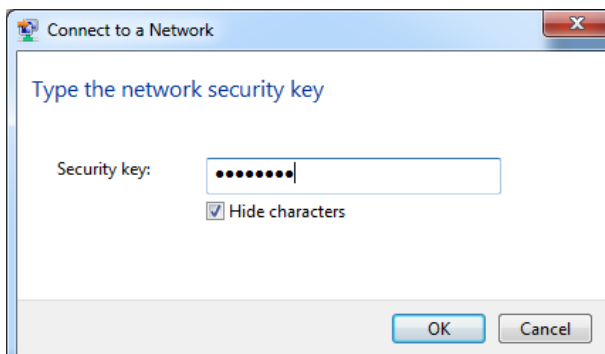 Connect to a Network
Type the network security key
Security key: ••••••••
Hide characters
OK Cancel